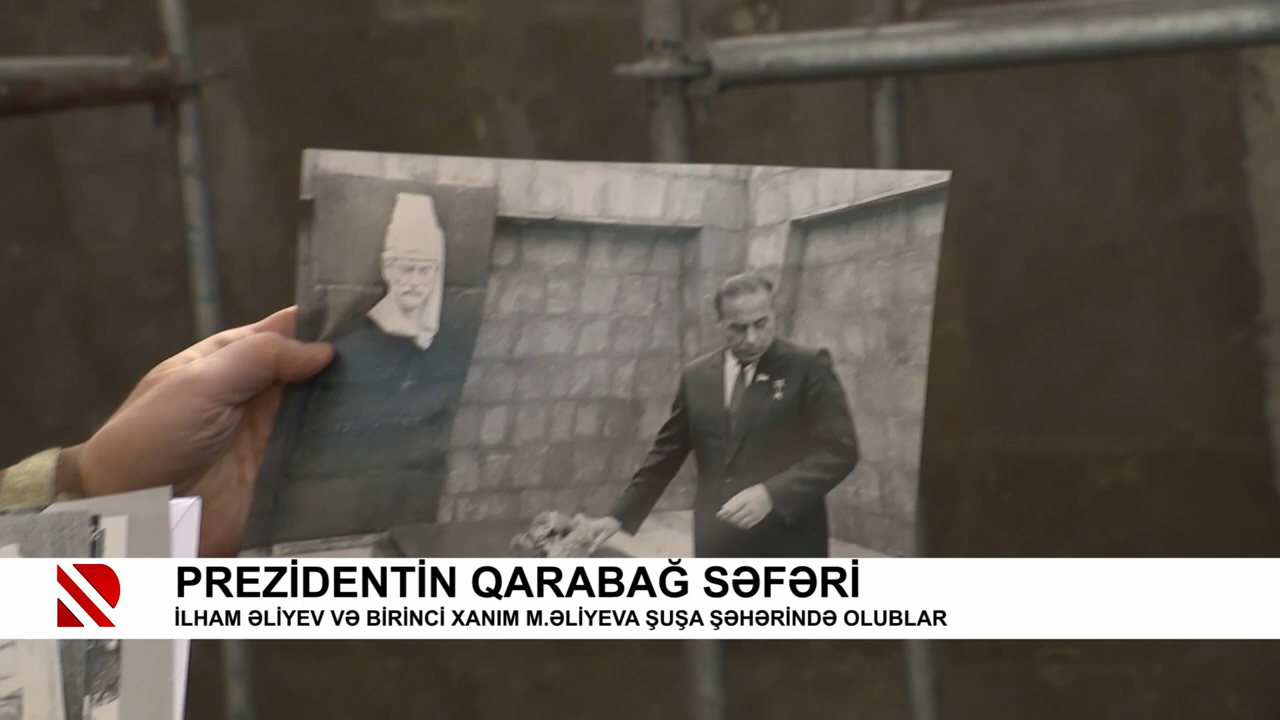 PREZİDENTİN QARABAĞ SƏFƏRİ
İLHAM ƏLİYEV VƏ BİRİNCİ XANIM M.ƏLİYEVA ŞUŞA ŞƏHƏRİNDƏ OLUBLAR